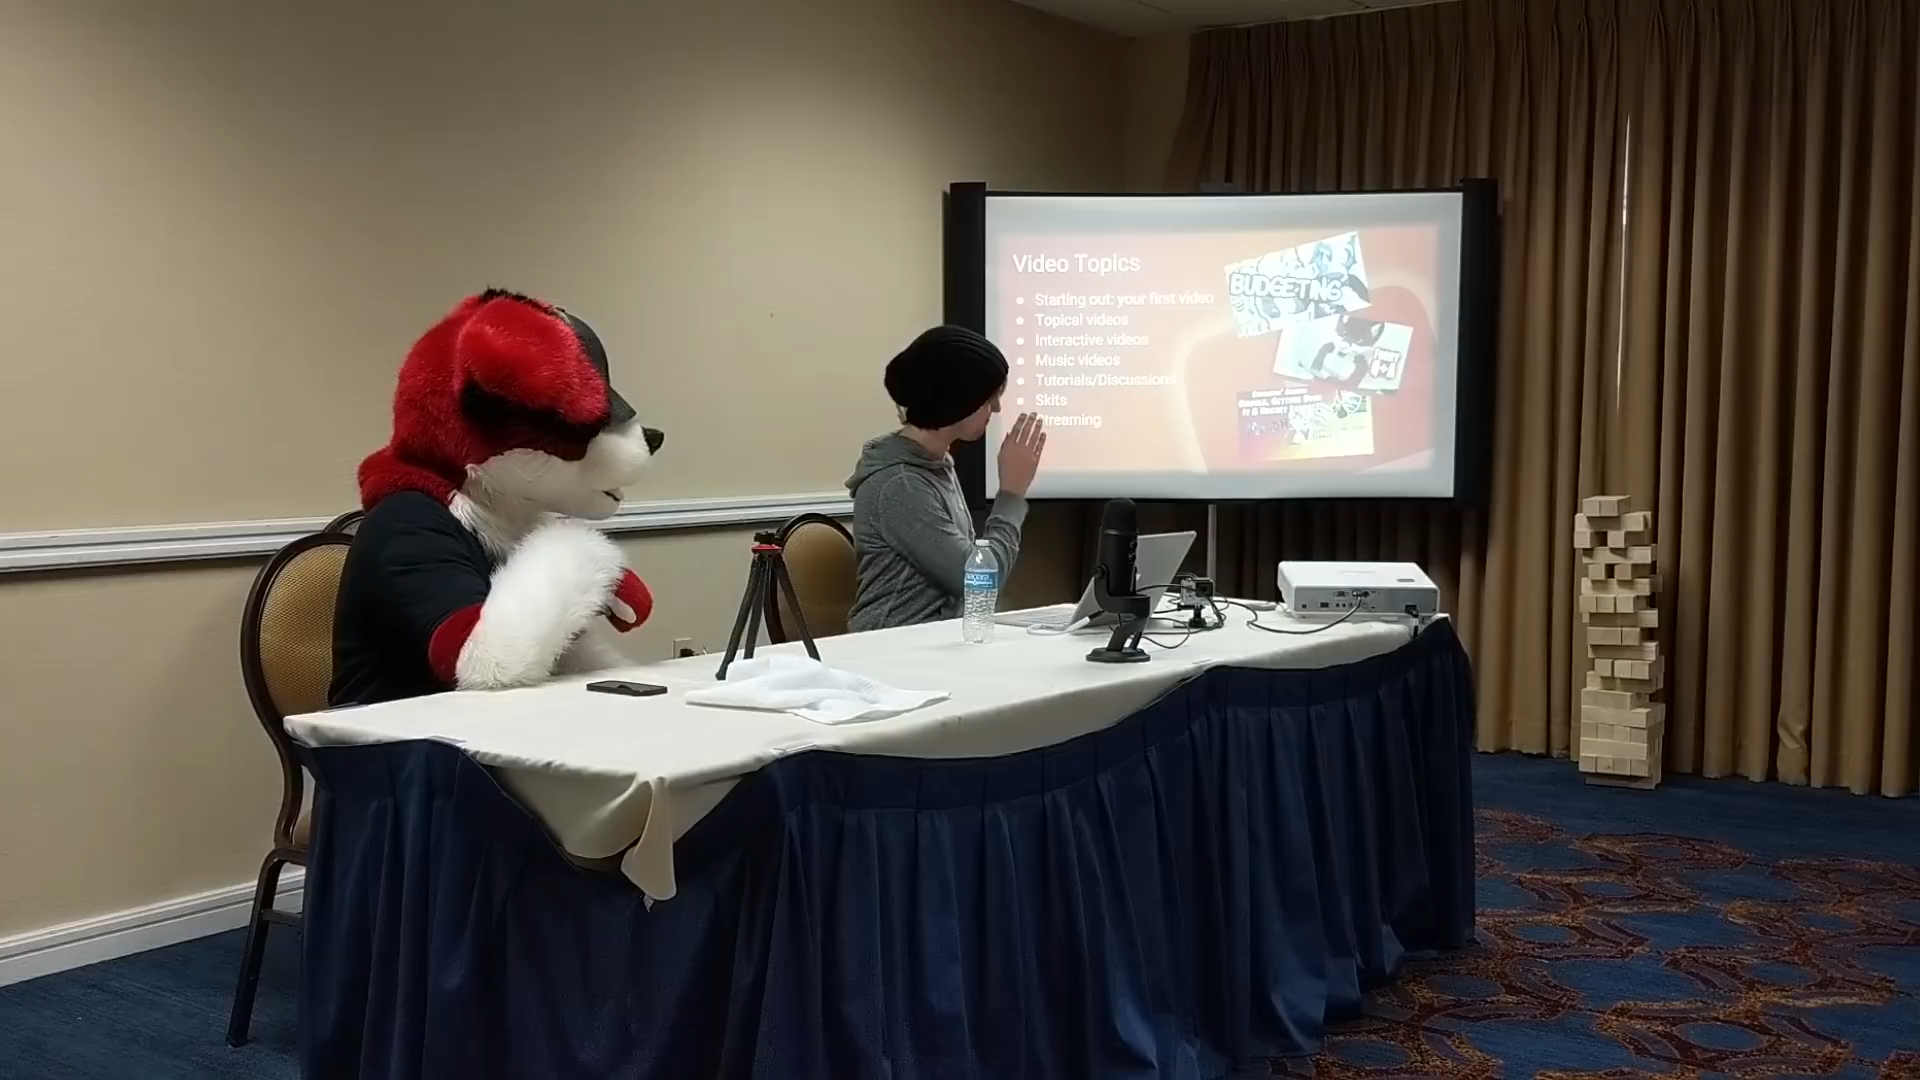 Video Topics
Starting out: your first video
Topical videos
Interactive videos
Music videos
Tutorials/Discussions
Skits
Streaming
BUDGETING